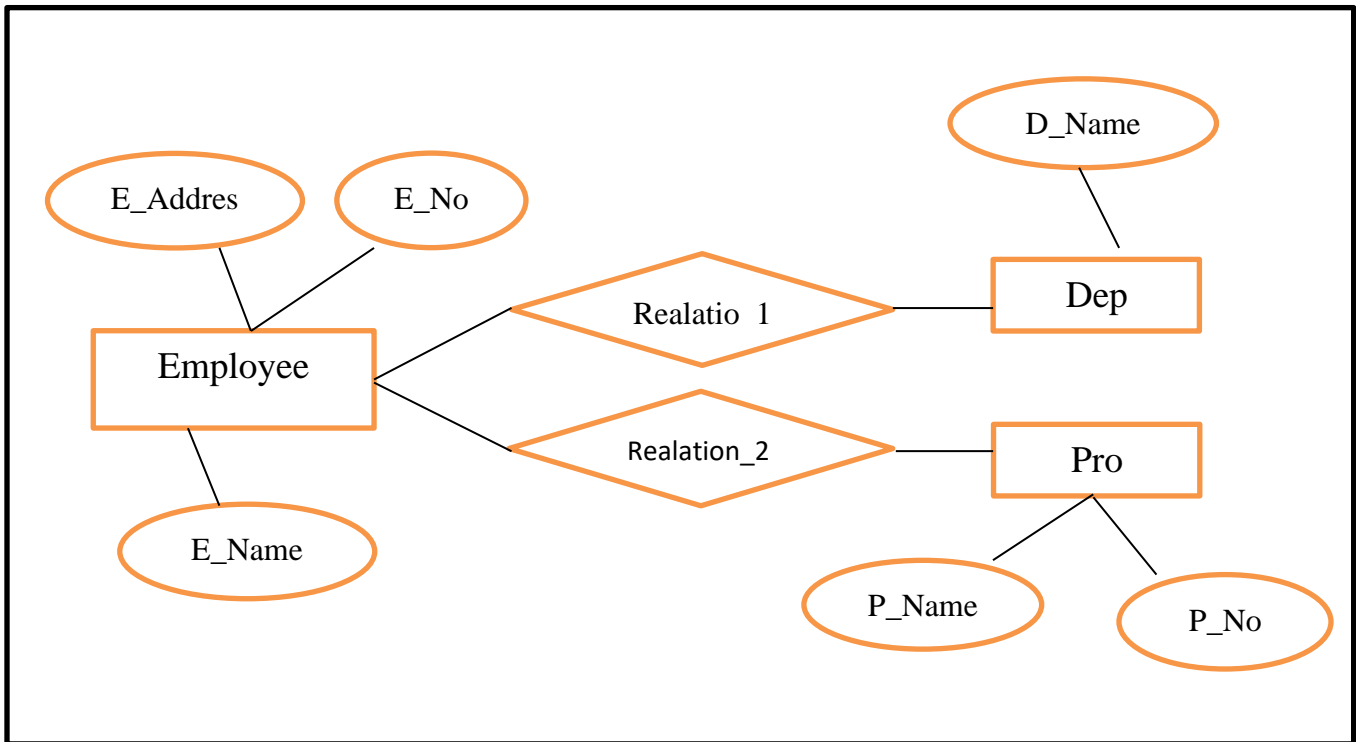 D_Name
E_Addres
E_No
Realatio 1
Dep
Employee
Realation_2
Pro
E_Name
P_Name
P_No